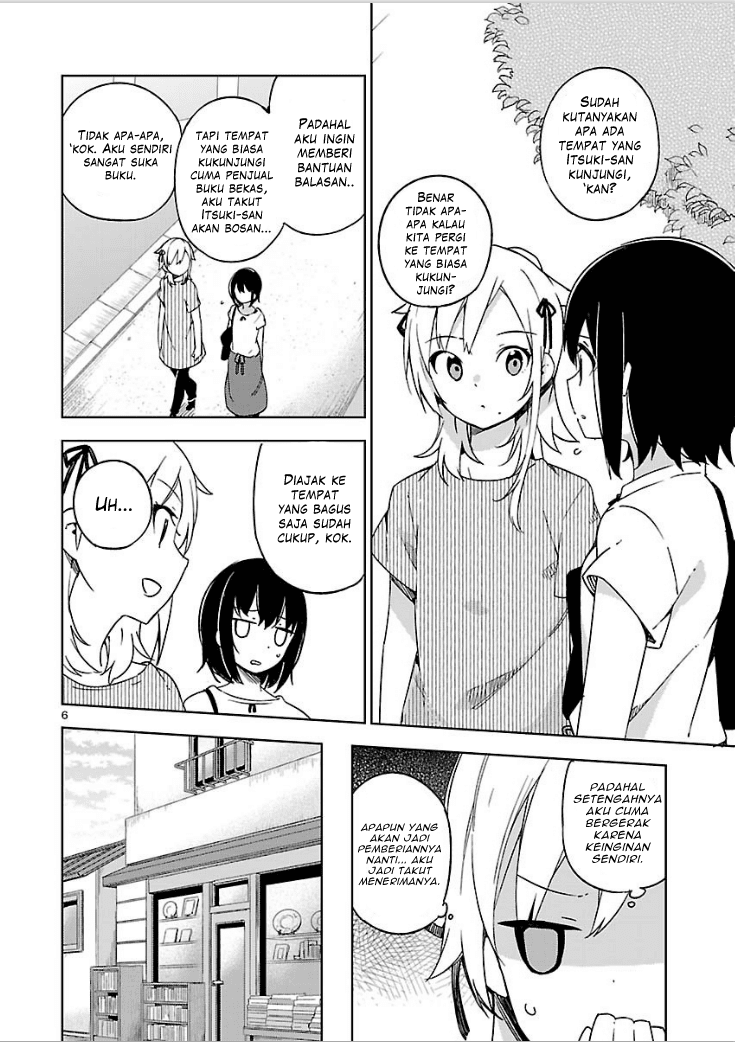 Sudah
kutanyakan
apa ada
tempat yang
Itsuki-san
kunjungi,
'kan?
Benar
tidak apa-
apa kalau
kita pergi
ke tempat
yang biasa
kukun-
jungi?
Padahal
aku ingin
memberi
bantuan
balasan..
Tapi tempat
yang biasa
kukunjungi
cuma penjual
buku bekas,
aku takut
Itsuki-san
akan bosan...
Tidak apa-apa,
'kok. Aku sendiri
sangat suka
buku.
Diajak ke
tempat
yang bagus
saja sudah
cukup, kok.
Uh...
6
Padahal
setengahnya
aku cuma
bergerak
karena
keinginan
sendiri.
Apapun yang
akan jadi
pemberiannya
nanti... aku
jadi takut
menerimanya.